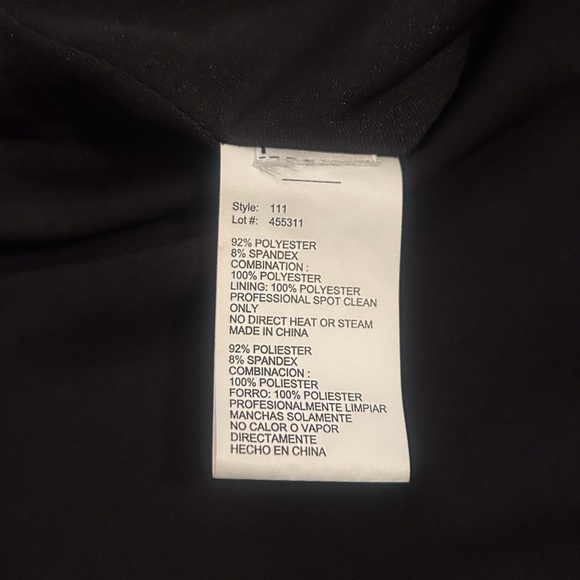 Style: 111
Lot #: 455311
92% POLYESTER
8% SPANDEX
COMBINATION :
100% POLYESTER
LINING: 100% POLYESTER
PROFESSIONAL SPOT CLEAN
ONLY
NO DIRECT HEAT OR STEAM
MADE IN CHINA
92% POLIESTER
8% SPANDEX
COMBINACION :
100% POLIESTER
FORRO: 100% POLIESTER
PROFESIONALMENTE LIMPIAR
MANCHAS SOLAMENTE
NO CALOR O VAPOR
DIRECTAMENTE
HECHO EN CHINA